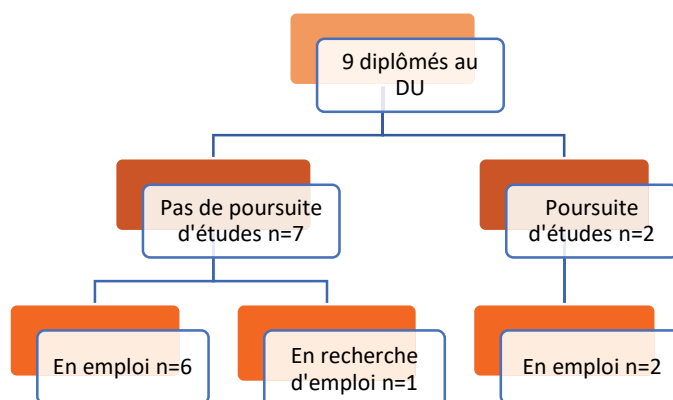 9 diplômés au
DU
Pas de poursuite
d'études n=7
Poursuite
d'études n=2
En emploi n=6
En recherche
d'emploi n=1
En emploi n=2